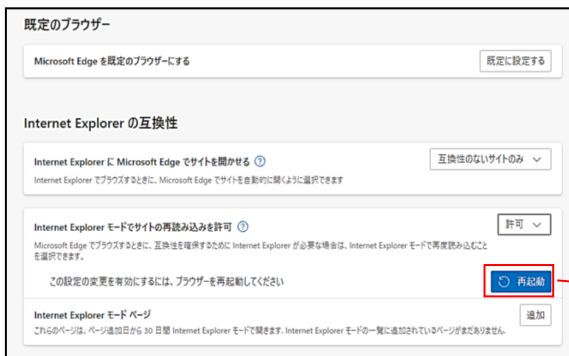 既定のブラウザー
Microsoft Edge を既定のブラウザーにする
既定に設定する
Internet Explorer の互換性
Internet Explorer に Microsoft Edge でサイトを開かせる
互換性のないサイトのみ
Internet Explorer でブラウズするときに、Microsoft Edge でサイトを自動的に開くように選択できます
Internet Explorer モードでサイトの再読み込みを許可
許可
Microsoft Edge でブラウズするときに、互換性を確保するために Internet Explorer が必要な場合は、Internet Explorer モードで再度読み込むこと
を選択できます。
この設定の変更を有効にするには、ブラウザーを再起動してください
再起動
Internet Explorer モード ページ
追加
これらのページは、ページ追加日から 30 日間 Internet Explorer モードで開きます. Internet Explorer モードの一覧に追加されているページがまだありません.